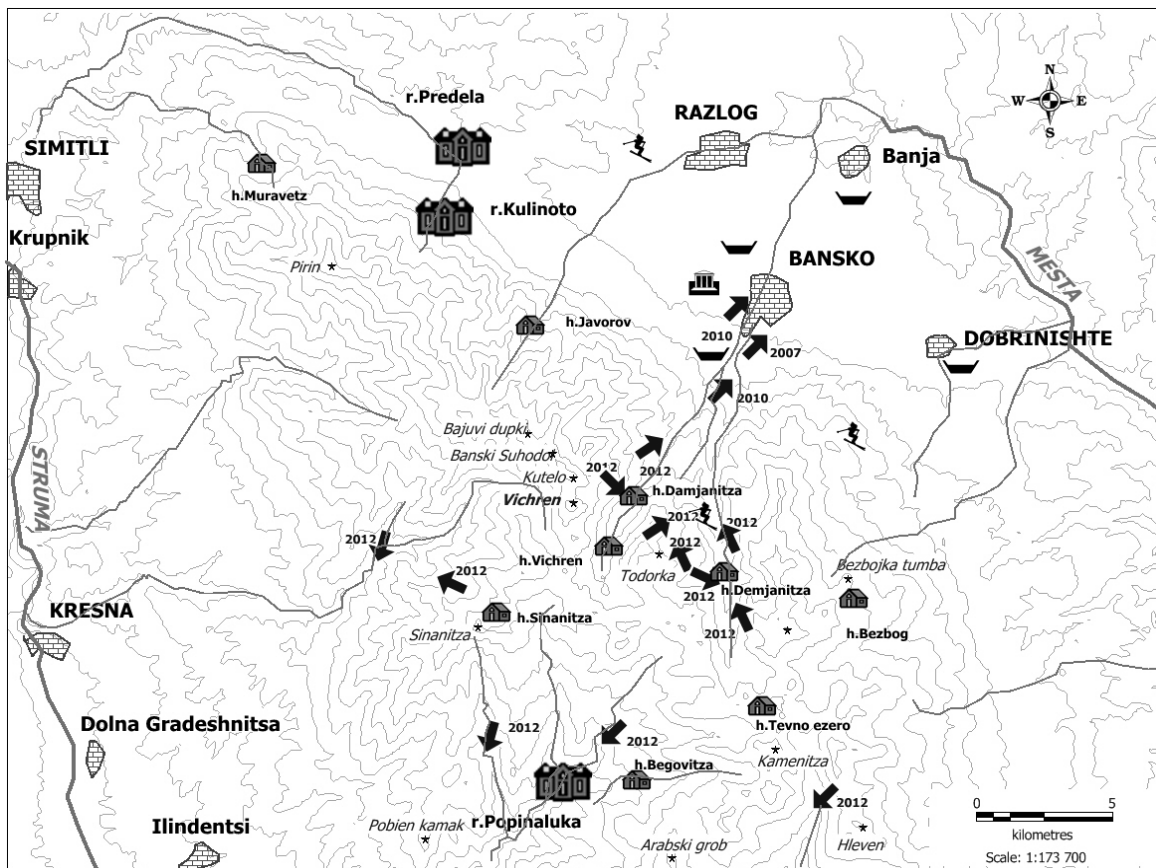 N
W E
S
r.Predela
RAZLOG
SIMITLI
Banja
h.Muravetz
r.Kulinoto
Krupnik
BANSKO
MESTA
Pirin
h.Javorov
2010
DOBRINISHTE
2007
2010
Bajuvi dupki
Banski Suhodo
STRUMA
Kutelo
2012
2012
h.Damjanitza
Vichren
2012
2012
2012
2012
h.Vichren
Bezbojka tumba
Todorka
2012
h.Demjanitza
2012
KRESNA
h.Sinanitza
Sinanitza
2012
h.Bezbog
Dolna Gradeshnitsa
h.Tevno ezero
2012
2012
Kamenitza
h.Begovitza
2012
0 5
kilometres
Scale: 1:173 700
r.Popinaluka
Pobien kamak
Ilindentsi
Arabski grob
Hleven